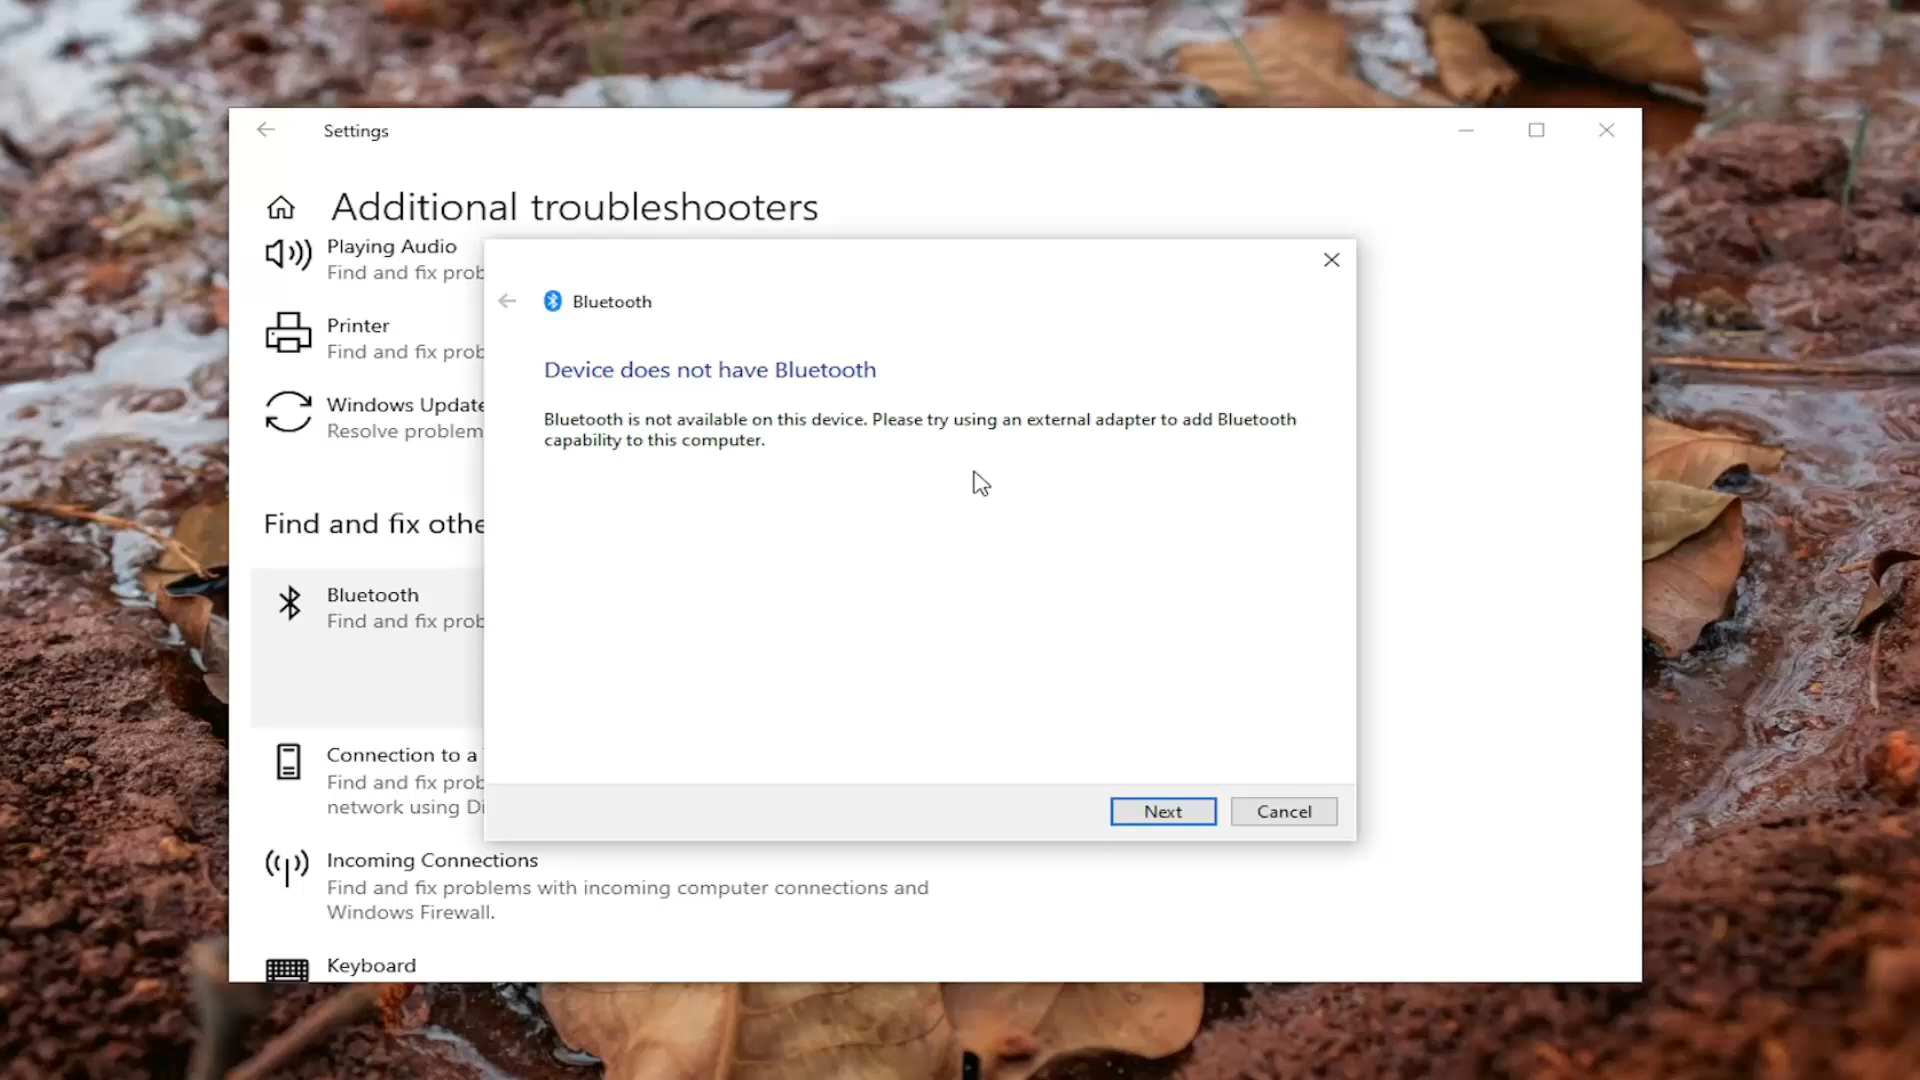 Settings
Additional troubleshooters
Playing Audio
Find and fix prob
Printer
Find and fix prob
Windows Update
Resolve problem
Find and fix othe
Bluetooth
Find and fix prob
Connection to a
Find and fix prob
network using Di
Incoming Connections
Find and fix problems with incoming computer connections and
Windows Firewall.
Keyboard
Bluetooth
Device does not have Bluetooth
Bluetooth is not available on this device. Please try using an external adapter to add Bluetooth
capability to this computer.
Next
Cancel